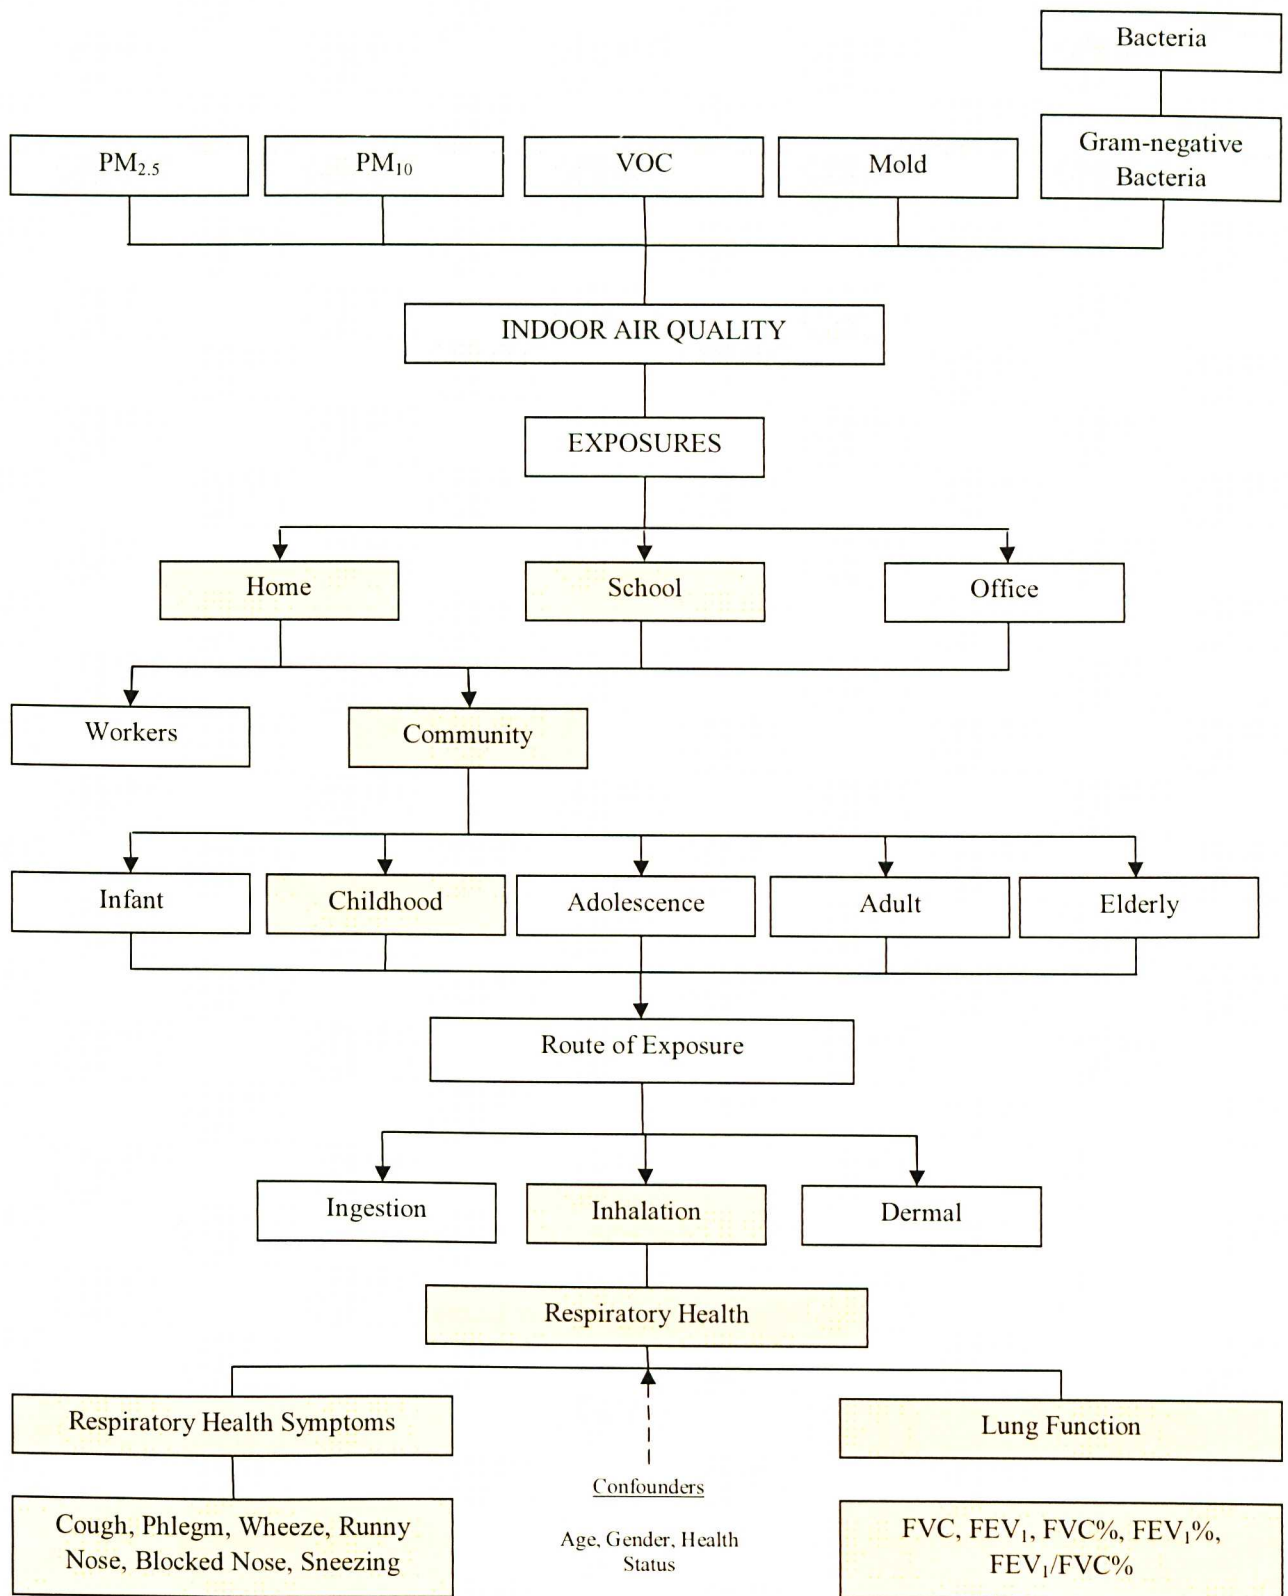 Bacteria
PM₂.₅
PM₁₀
VOC
Mold
Gram-negative
Bacteria
INDOOR AIR QUALITY
EXPOSURES
Home
School
Office
Workers
Community
Infant
Childhood
Adolescence
Adult
Elderly
Route of Exposure
Ingestion
Inhalation
Dermal
Respiratory Health
Respiratory Health Symptoms
Lung Function
Confounders
Cough, Phlegm, Wheeze, Runny
Nose, Blocked Nose, Sneezing
Age, Gender, Health
Status
FVC, FEV₁, FVC%, FEV₁%,
FEV₁/FVC%